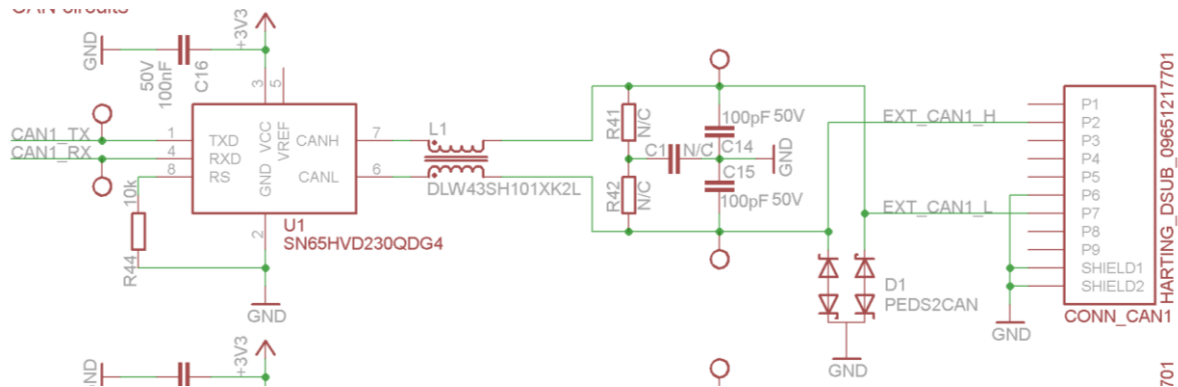 CAN circuits
+3V3
GND
50V
100nF
C16
3
5
CAN1_TX
CAN1_RX
1
4
8
TXD
RXD
RS
GND
VCC
VREF
CANH
CANL
7
6
2
U1
SN65HVD230QDG4
10k
R44
GND
L1
DLW43SH101XK2L
R41
N/C
R42
N/C
C1
N/C
100pF 50V
C14
C15
100pF 50V
GND
EXT_CAN1_H
EXT_CAN1_L
D1
PEDS2CAN
GND
P1
P2
P3
P4
P5
P6
P7
P8
P9
SHIELD1
SHIELD2
CONN_CAN1
HARTING_DSUB_09651217701
GND
+3V3